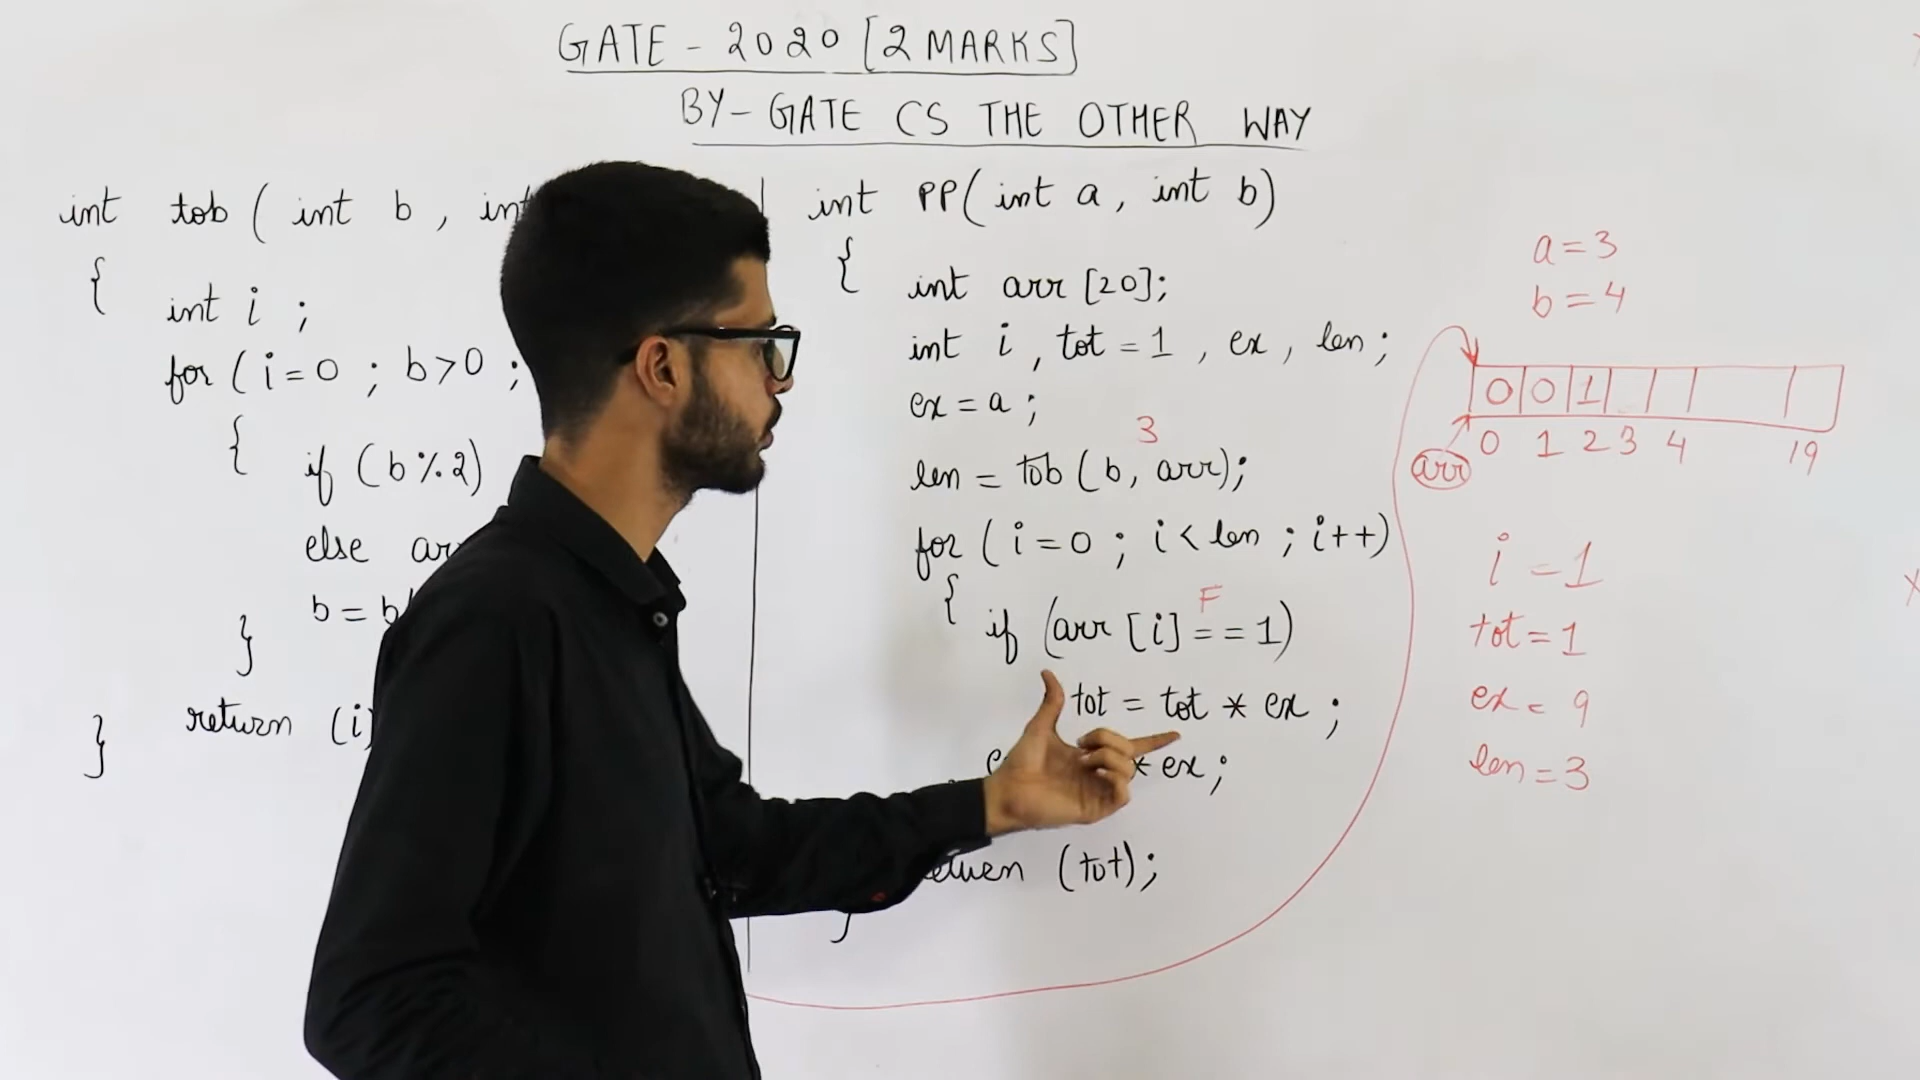 GATE - 2020 [2 MARKS]
BY - GATE CS THE OTHER WAY
int tob ( int b , int
{
int i ;
for ( i = 0 ; b > 0 ;
{
if ( b % 2 )
else
b =
}
return (i)
}
int PP( int a , int b )
{
int arr [20];
int i , tot = 1 , ex , len ;
ex = a ;
3
len = tob ( b, arr );
for ( i = 0 ; i < len ; i++ )
{
F
if ( arr [i] == 1 )
tot = tot * ex ;
* ex ;
(tot);
}
a = 3
b = 4
0 0 1
0 1 2 3 4 19
arr
i = 1
tot = 1
ex = 9
len = 3